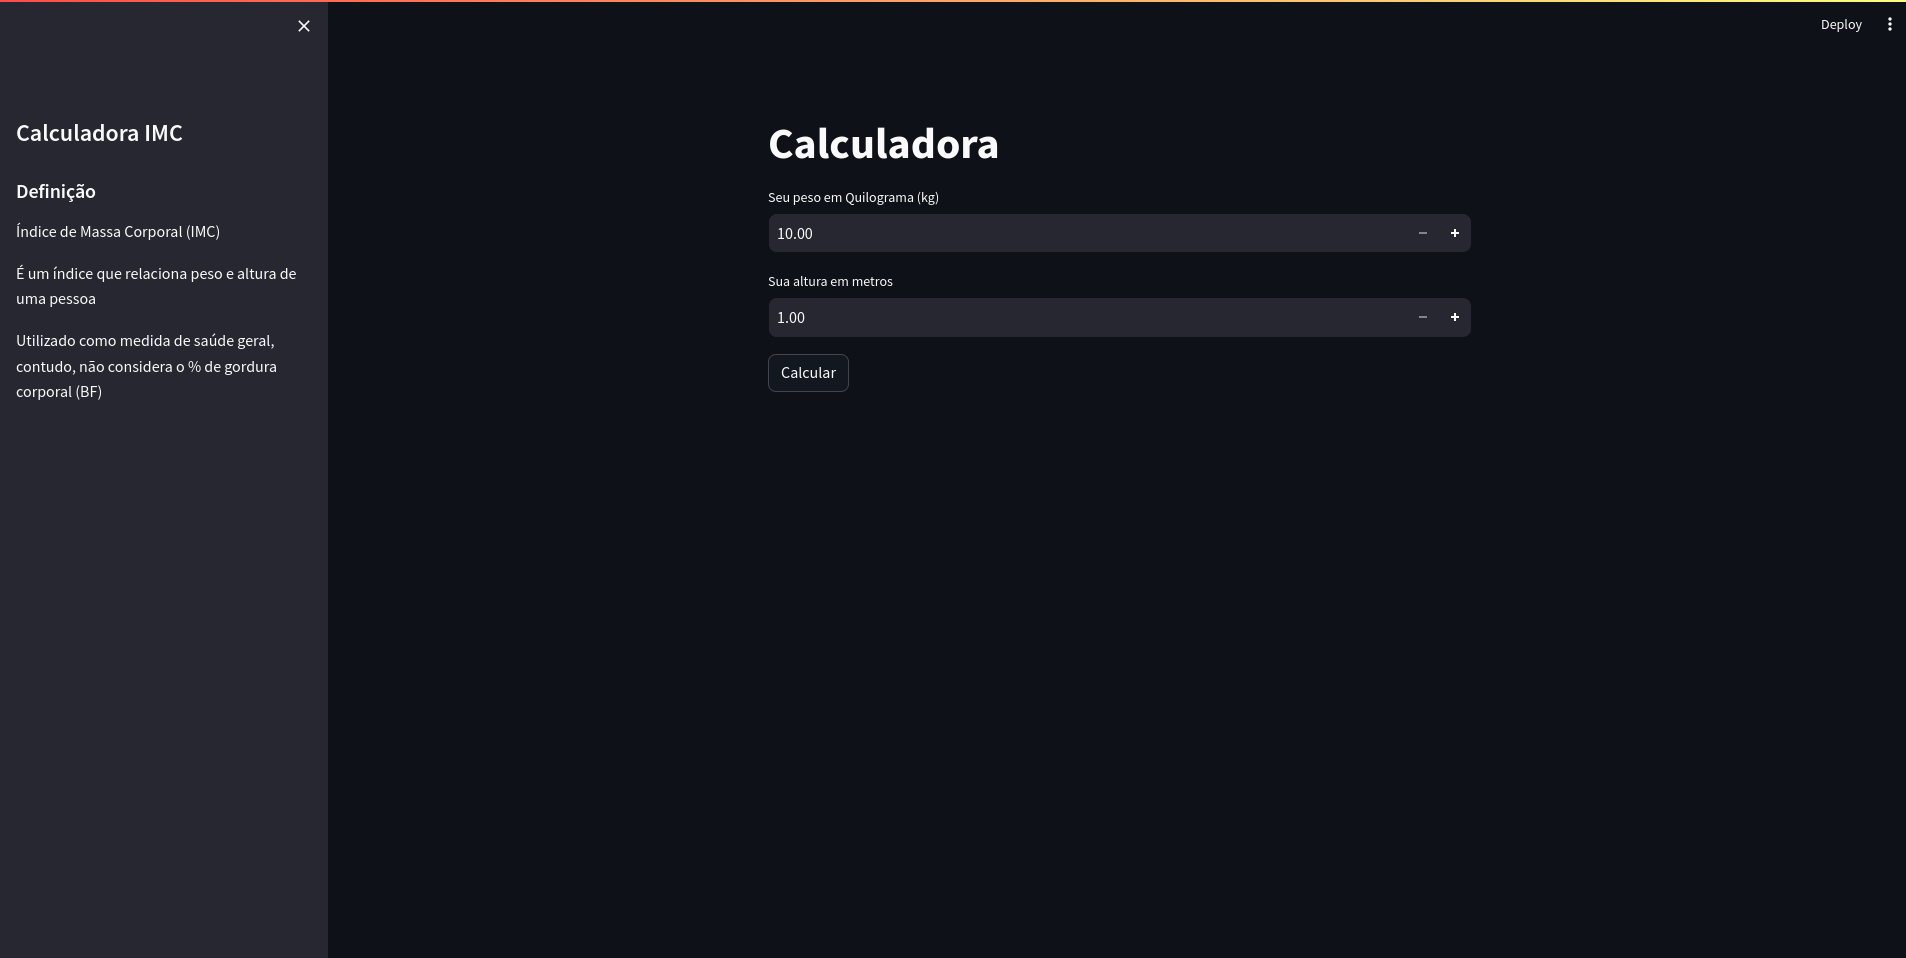 Deploy
Calculadora IMC
Definição
Índice de Massa Corporal (IMC)
É um índice que relaciona peso e altura de
uma pessoa
Utilizado como medida de saúde geral,
contudo, não considera o % de gordura
corporal (BF)
Calculadora
Seu peso em Quilograma (kg)
10.00
Sua altura em metros
1.00
Calcular